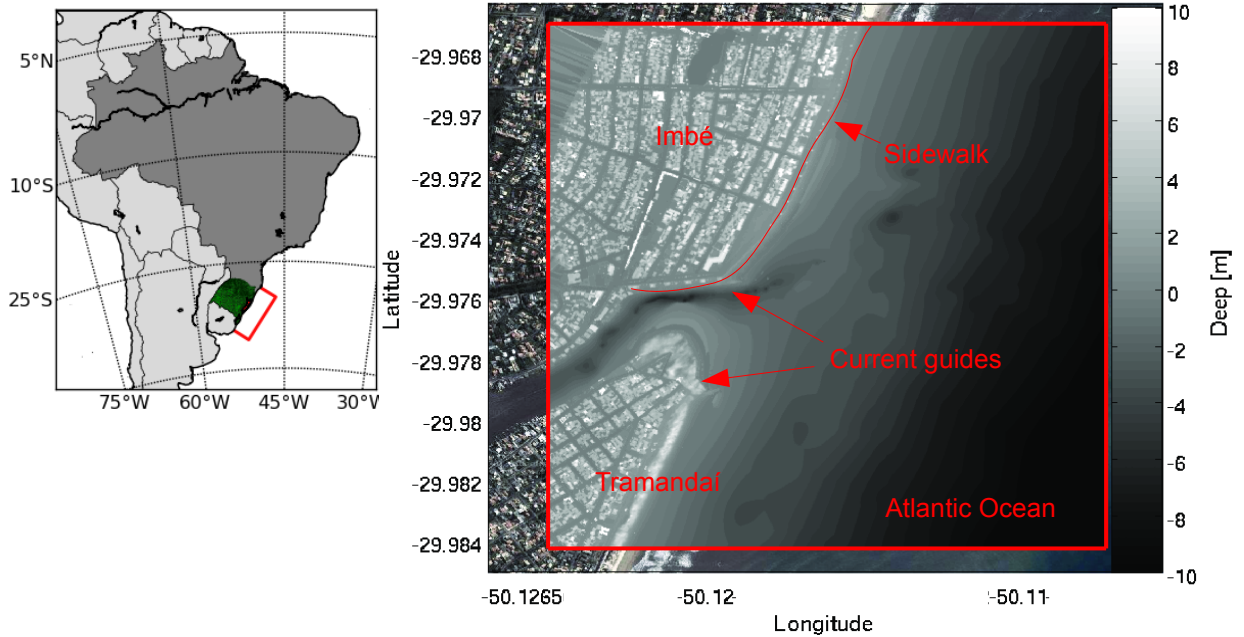 5°N
10°S
25°S
75°W
60°W
45°W
30°W
Latitude
-29.968
-29.97
-29.972
-29.974
-29.976
-29.978
-29.98
-29.982
-29.984
Imbé
Sidewalk
Current guides
Tramandaí
Atlantic Ocean
-50.1265
-50.12
-50.11
Longitude
10
8
6
4
2
0
-2
-4
-6
-8
-10
Deep [m]